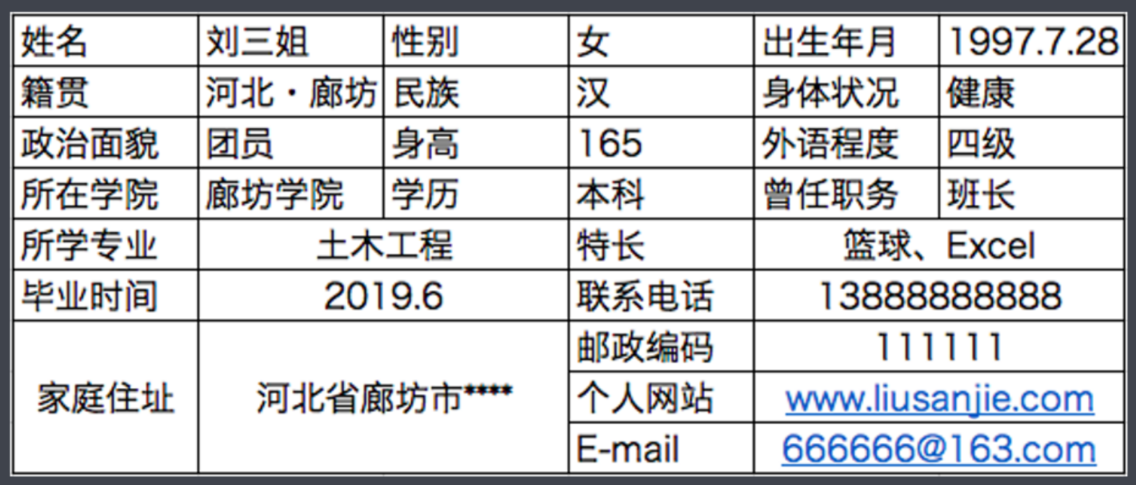 姓名 刘三姐 性别 女 出生年月 1997.7.28
籍贯 河北・廊坊 民族 汉 身体状况 健康
政治面貌 团员 身高 165 外语程度 四级
所在学院 廊坊学院 学历 本科 曾任职务 班长
所学专业 土木工程 特长 篮球、Excel
毕业时间 2019.6 联系电话 13888888888
家庭住址 河北省廊坊市**** 邮政编码 111111
个人网站 www.liusanjie.com
E-mail 666666@163.com